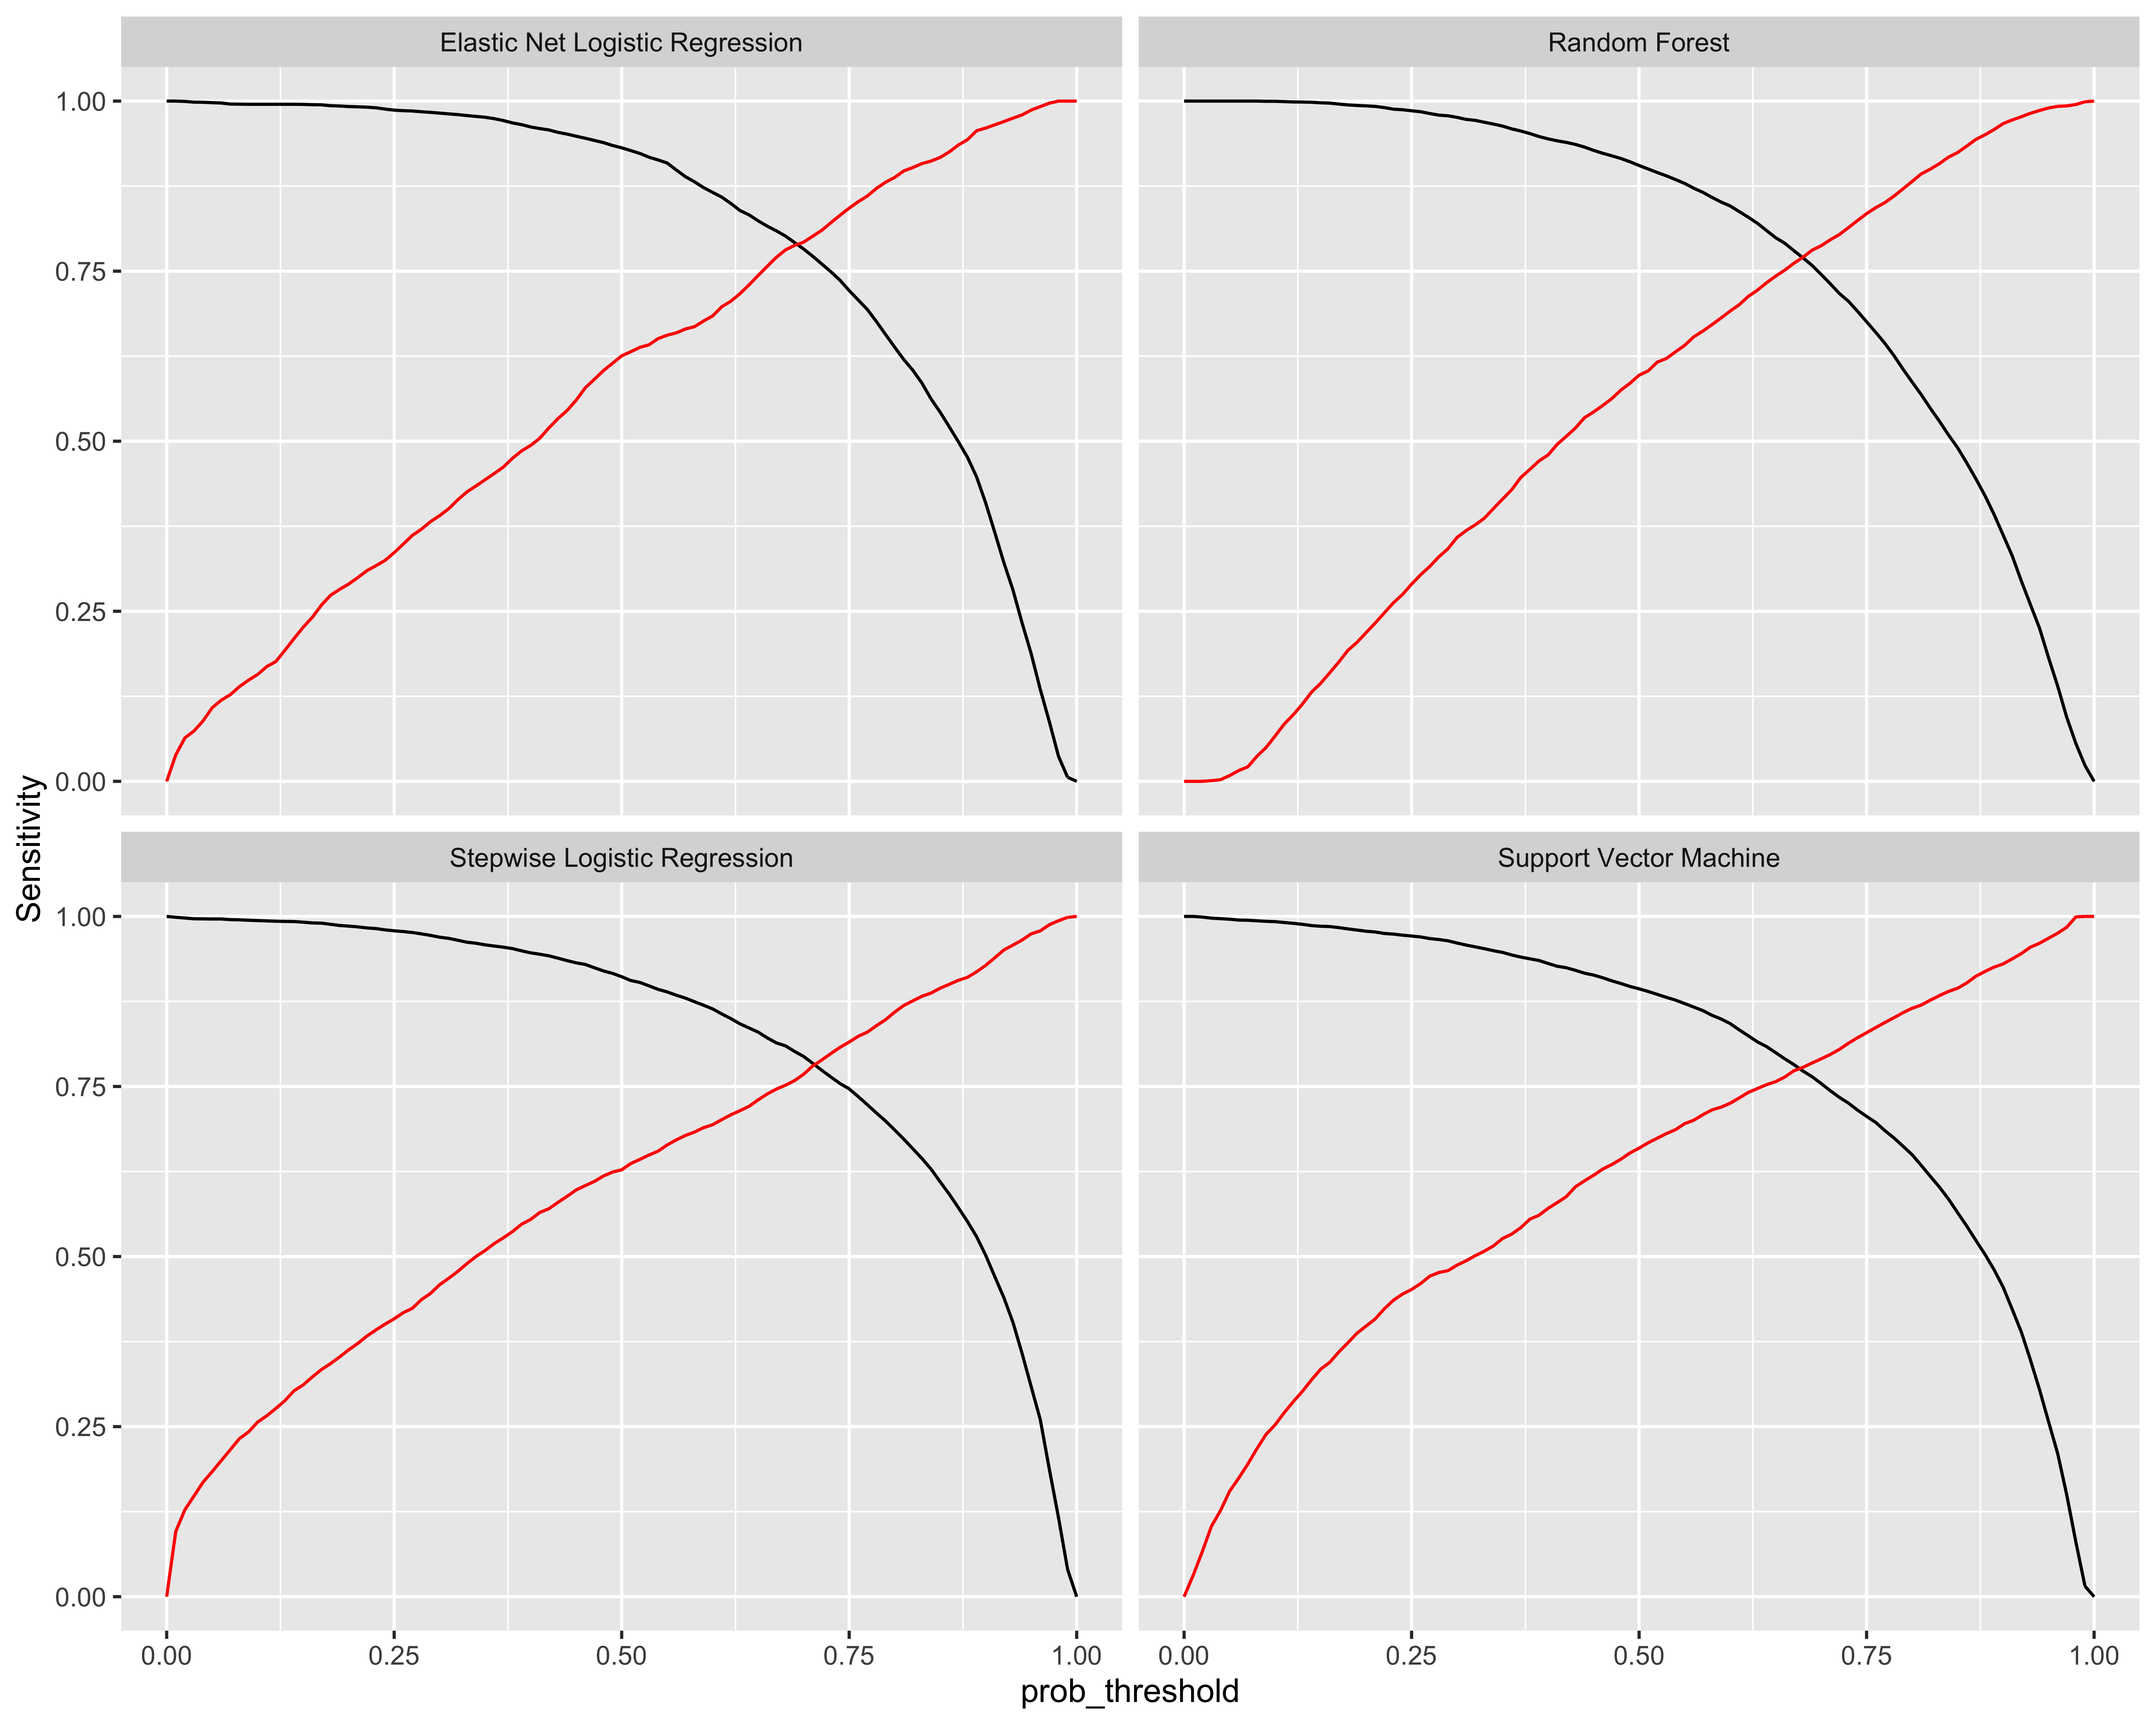 Elastic Net Logistic Regression
Random Forest
1.00
0.75
0.50
0.25
0.00
Stepwise Logistic Regression
Support Vector Machine
1.00
0.75
0.50
0.25
0.00
Sensitivity
0.00 0.25 0.50 0.75 1.00 0.00 0.25 0.50 0.75 1.00
prob_threshold